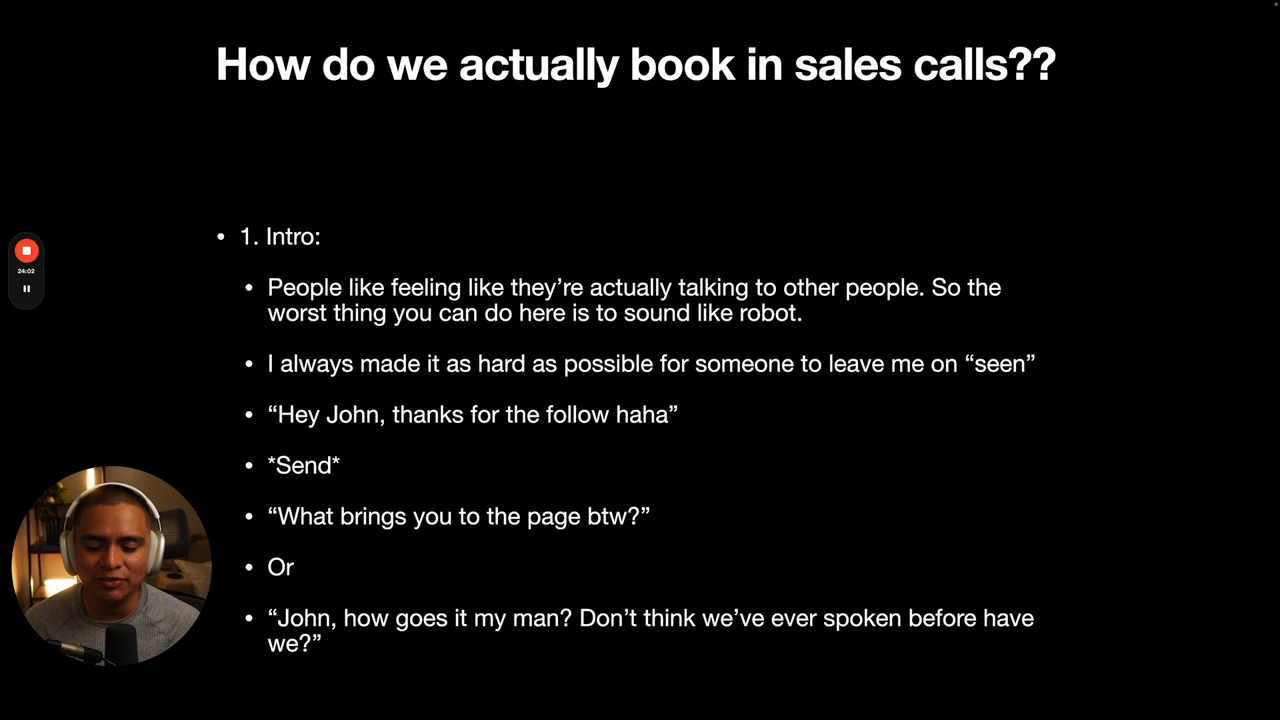 How do we actually book in sales calls??
• 1. Intro:
• People like feeling like they’re actually talking to other people. So the
worst thing you can do here is to sound like robot.
• I always made it as hard as possible for someone to leave me on “seen”
• “Hey John, thanks for the follow haha”
• *Send*
• “What brings you to the page btw?”
• Or
• “John, how goes it my man? Don’t think we’ve ever spoken before have
we?”
24:02